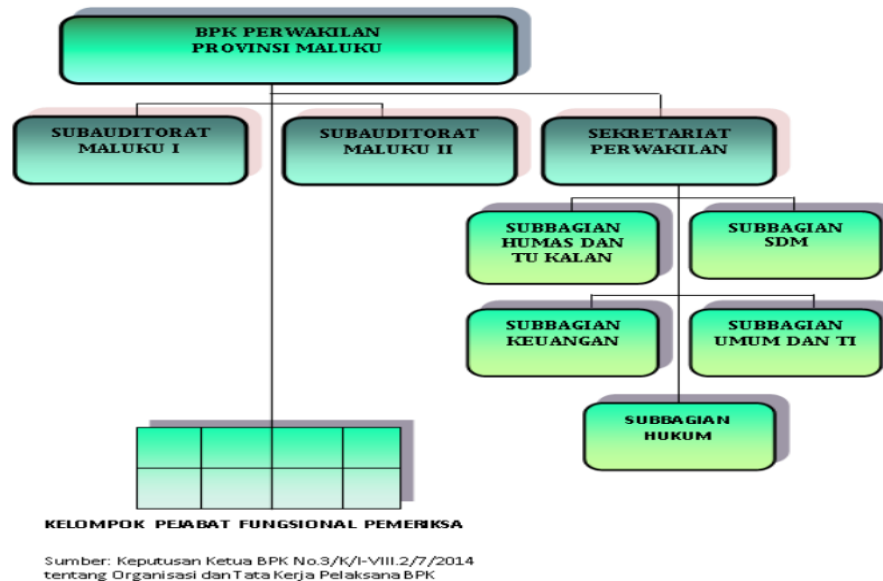 BPK PERWAKILAN
PROVINSI MALUKU
SUBAUDITORAT
MALUKU I
SUBAUDITORAT
MALUKU II
SEKRETARIAT
PERWAKILAN
SUBBAGIAN
HUMAS DAN
TU KALAN
SUBBAGIAN
SDM
SUBBAGIAN
KEUANGAN
SUBBAGIAN
UMUM DAN TI
SUBBAGIAN
HUKUM
KELOMPOK PEJABAT FUNGSIONAL PEMERIKSA
Sumber: Keputusan Ketua BPK No.3/K/I-VIII.2/7/2014
tentang Organisasi dan Tata Kerja Pelaksana BPK